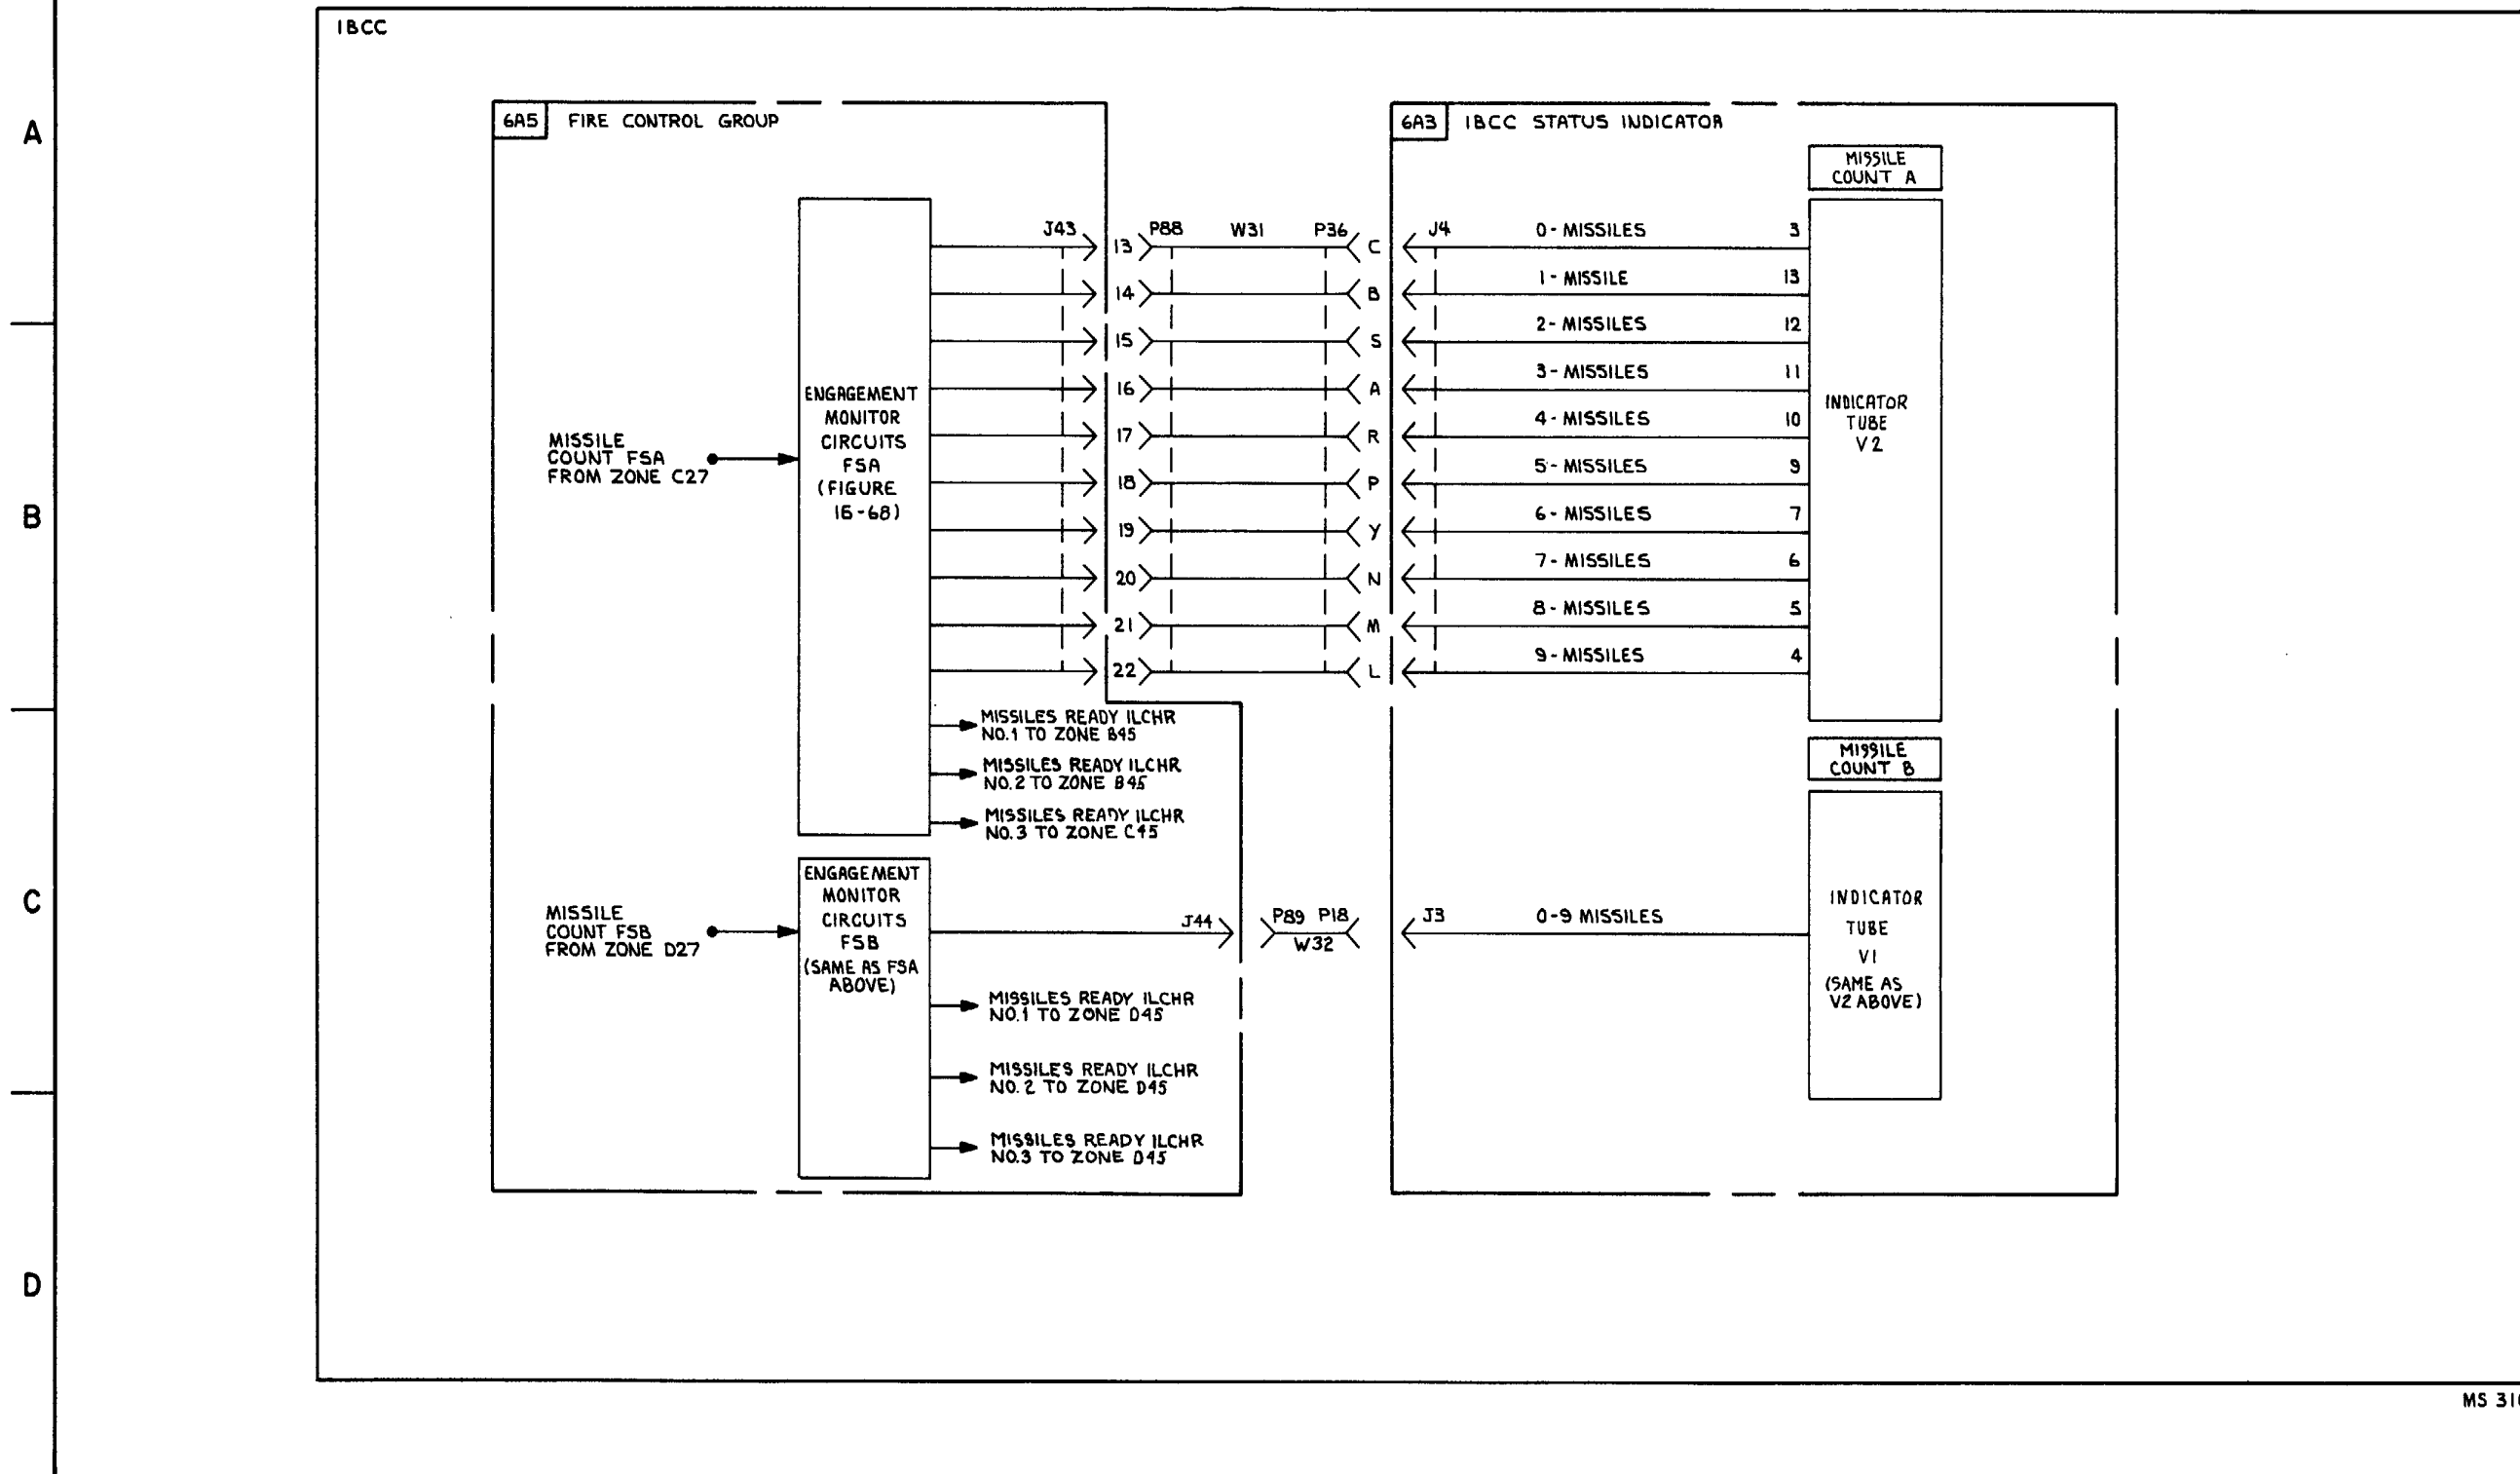 IBCC
A
B
C
D
6A5 FIRE CONTROL GROUP
MISSILE
COUNT FSA
FROM ZONE C27
ENGAGEMENT
MONITOR
CIRCUITS
FSA
(FIGURE
16-68)
J43 13 P88 W31 P36 C J4 0- MISSILES 3
14 B 1- MISSILE 13
15 S 2- MISSILES 12
16 A 3- MISSILES 11
17 R 4- MISSILES 10
18 P 5- MISSILES 9
19 Y 6- MISSILES 7
20 N 7- MISSILES 6
21 M 8- MISSILES 5
22 L 9- MISSILES 4
MISSILES READY ILCHR
NO.1 TO ZONE B45
MISSILES READY ILCHR
NO.2 TO ZONE B45
MISSILES READY ILCHR
NO.3 TO ZONE C45
MISSILE
COUNT FSB
FROM ZONE D27
ENGAGEMENT
MONITOR
CIRCUITS
FSB
(SAME AS FSA
ABOVE)
J44 P89 P18 J3 0-9 MISSILES
W32
MISSILES READY ILCHR
NO.1 TO ZONE D45
MISSILES READY ILCHR
NO.2 TO ZONE D45
MISSILES READY ILCHR
NO.3 TO ZONE D45
6A3 IBCC STATUS INDICATOR
MISSILE
COUNT A
INDICATOR
TUBE
V2
MISSILE
COUNT B
INDICATOR
TUBE
V1
(SAME AS
V2 ABOVE)
MS 31